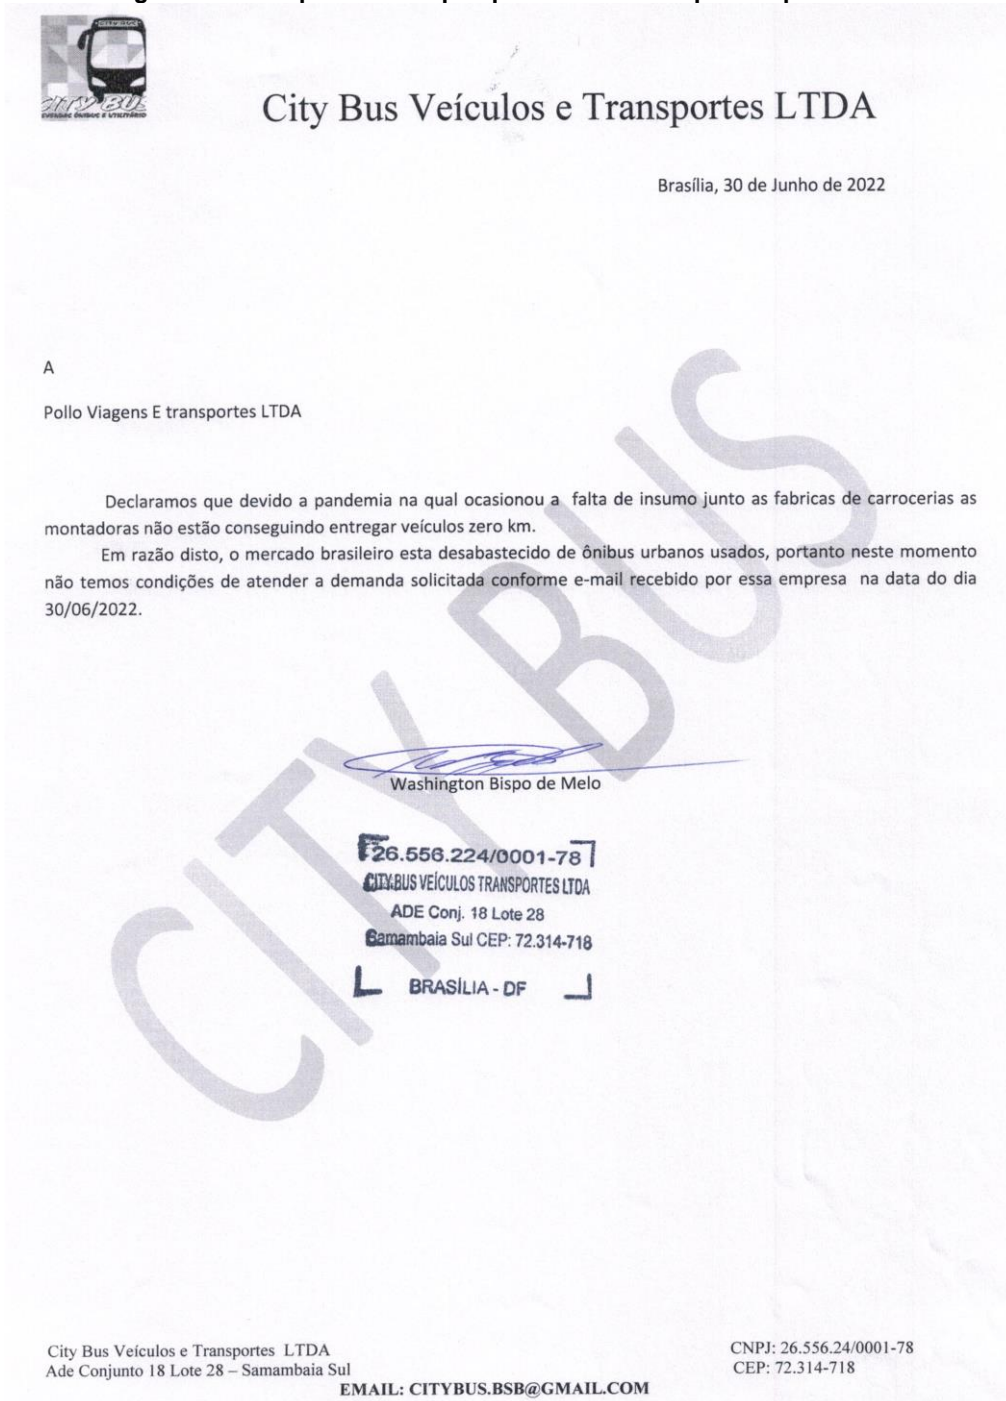 CITY BUS
City Bus Veículos e Transportes LTDA
Brasília, 30 de Junho de 2022
A
Pollo Viagens E transportes LTDA
Declaramos que devido a pandemia na qual ocasionou a falta de insumo junto as fabricas de carrocerias as
montadoras não estão conseguindo entregar veículos zero km.
Em razão disto, o mercado brasileiro esta desabastecido de ônibus urbanos usados, portanto neste momento
não temos condições de atender a demanda solicitada conforme e-mail recebido por essa empresa na data do dia
30/06/2022.
CITY BUS
Washington Bispo de Melo
26.556.224/0001-78
CITY BUS VEÍCULOS TRANSPORTES LTDA
ADE Conj. 18 Lote 28
Samambaia Sul CEP: 72.314-718
BRASÍLIA - DF
City Bus Veículos e Transportes LTDA
CNPJ: 26.556.24/0001-78
Ade Conjunto 18 Lote 28 – Samambaia Sul
CEP: 72.314-718
EMAIL: CITYBUS.BSB@GMAIL.COM